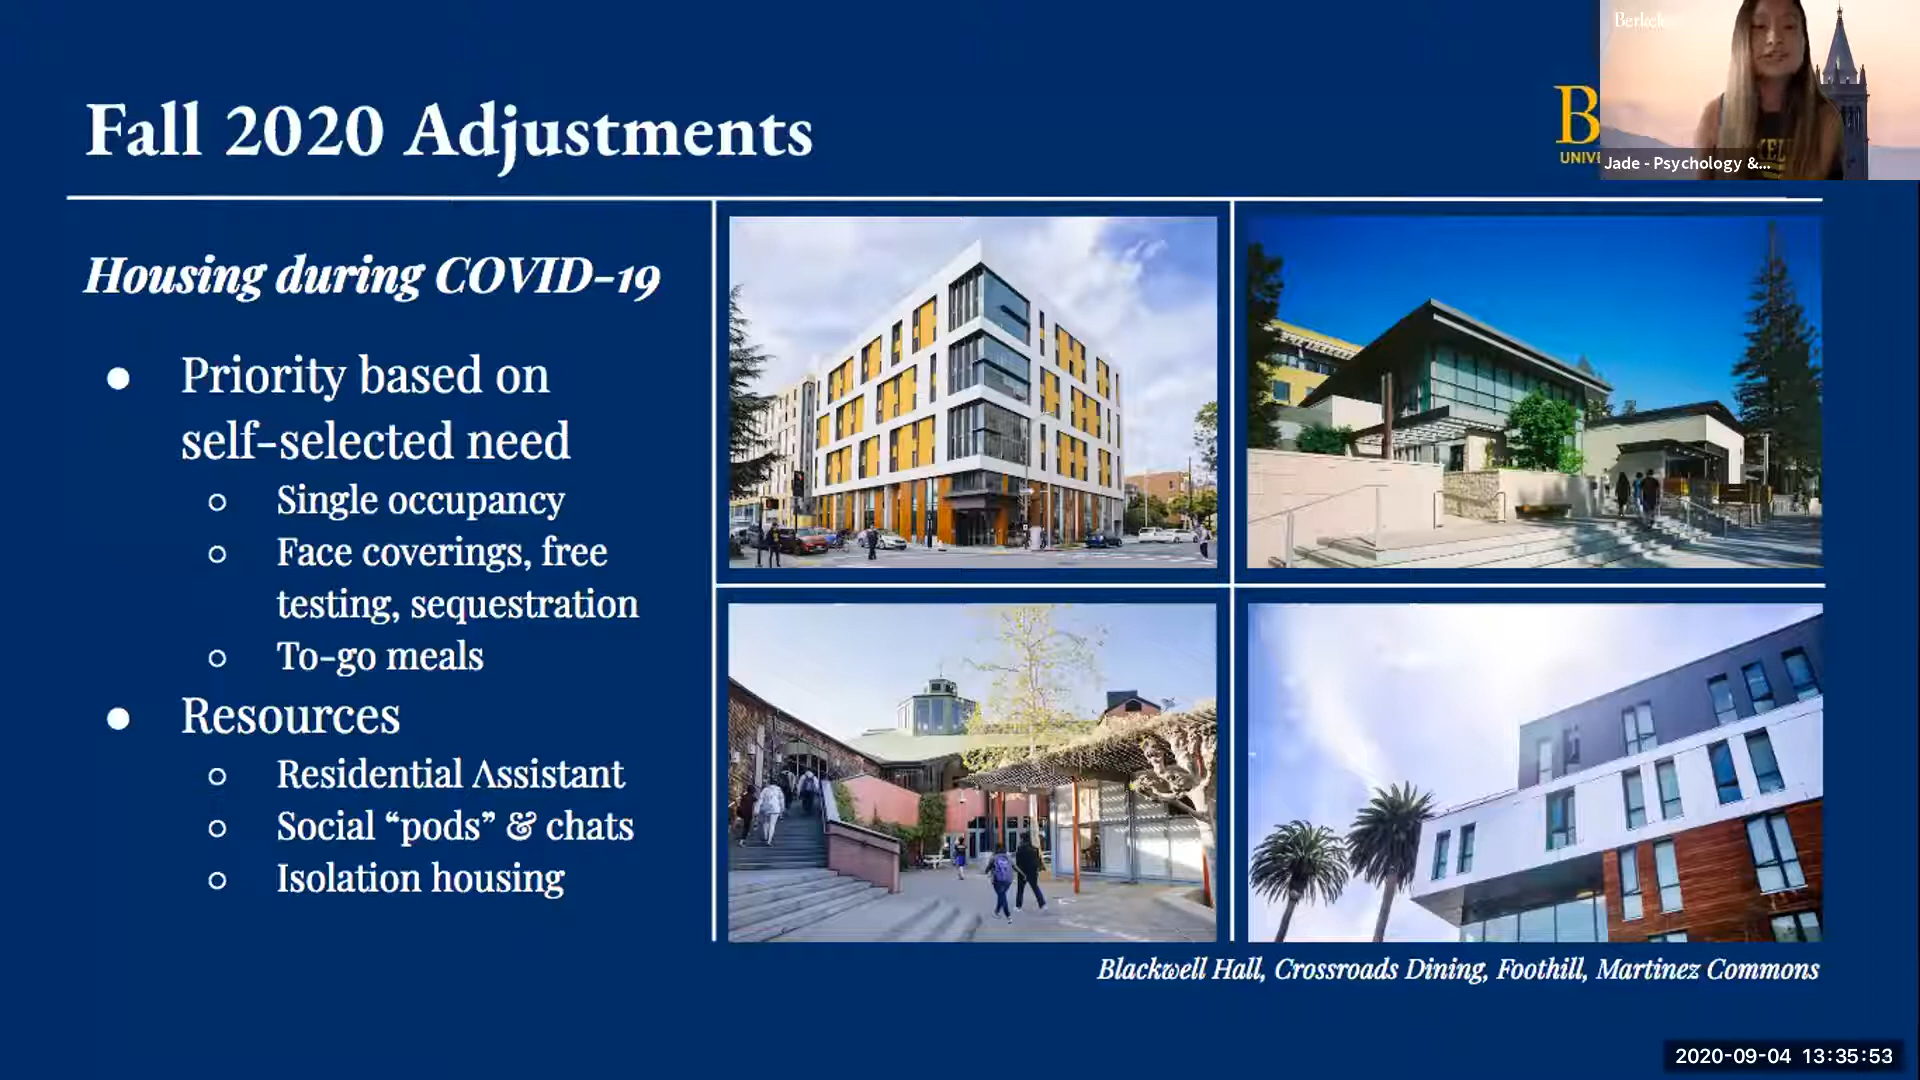 Fall 2020 Adjustments
Housing during COVID-19
Priority based on
self-selected need
Single occupancy
Face coverings, free
testing, sequestration
To-go meals
Resources
Residential Assistant
Social “pods” & chats
Isolation housing
Blackwell Hall, Crossroads Dining, Foothill, Martinez Commons
Jade - Psychology &...
2020-09-04 13:35:53